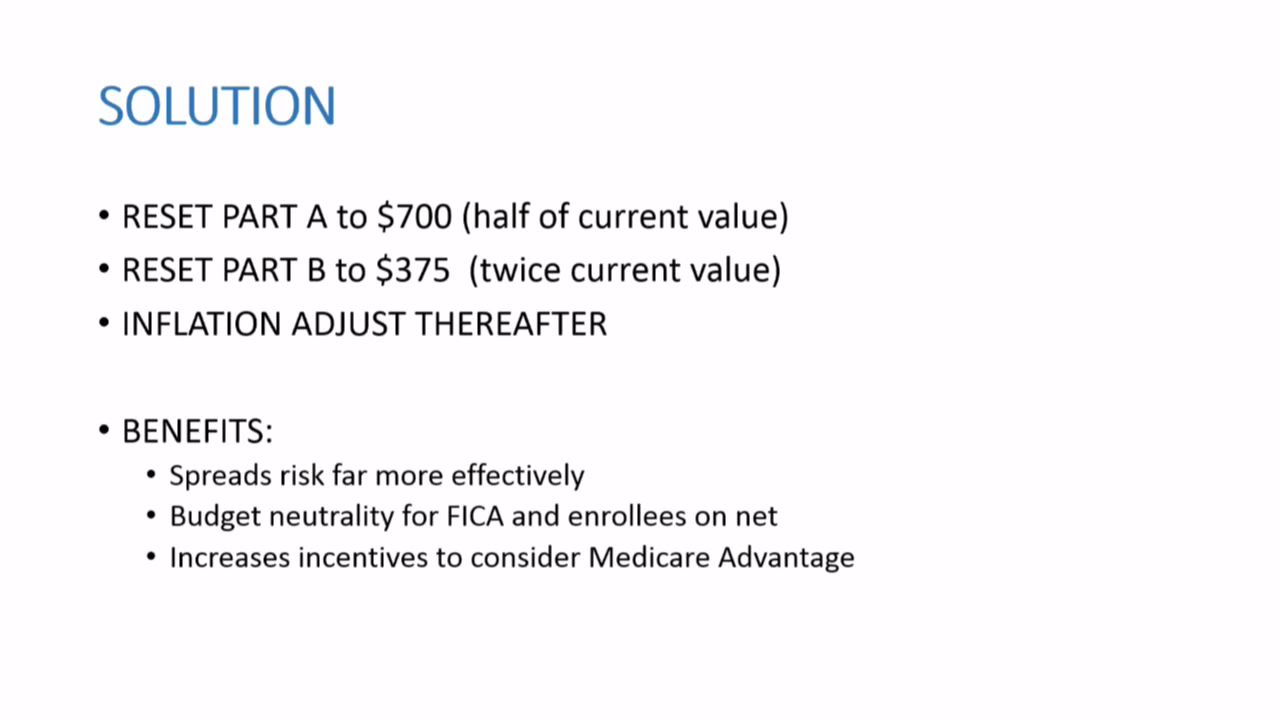 SOLUTION
• RESET PART A to $700 (half of current value)
• RESET PART B to $375 (twice current value)
• INFLATION ADJUST THEREAFTER
• BENEFITS:
• Spreads risk far more effectively
• Budget neutrality for FICA and enrollees on net
• Increases incentives to consider Medicare Advantage